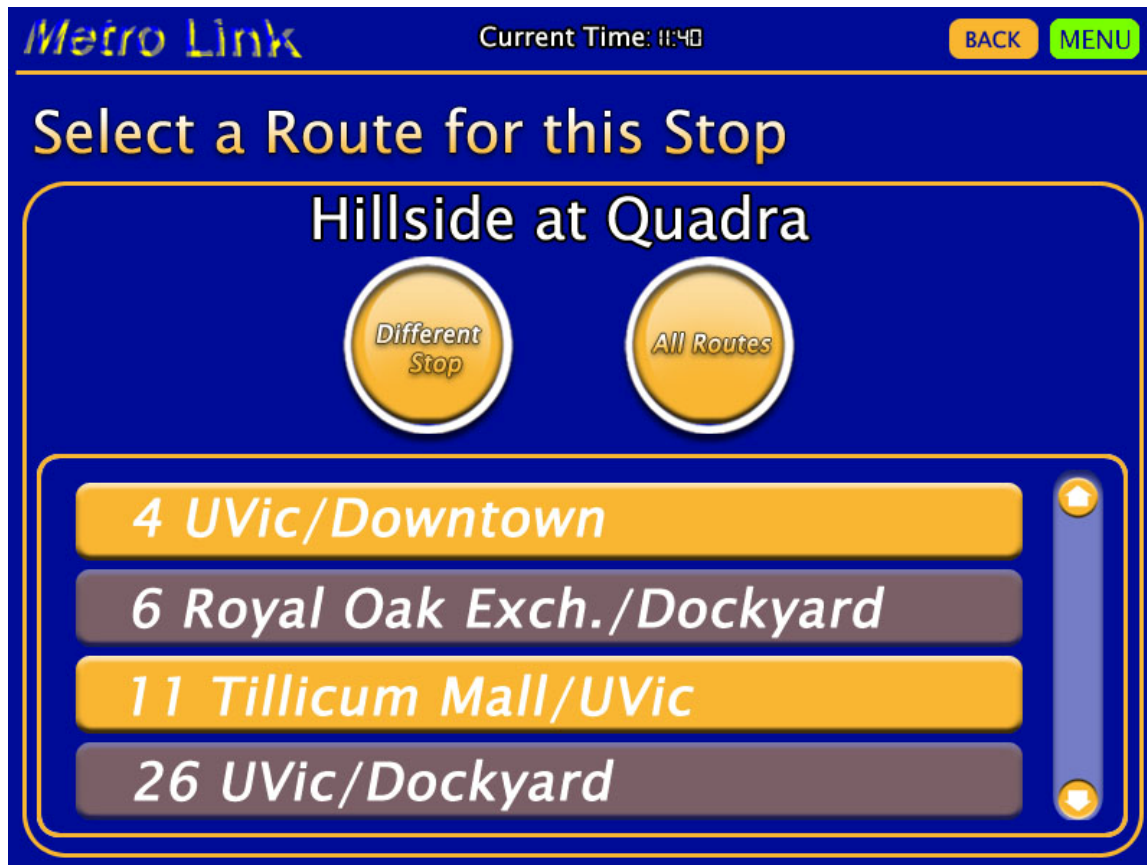 Metro Link
Current Time: 11:40
BACK
MENU
Select a Route for this Stop
Hillside at Quadra
Different
Stop
All Routes
4 UVic/Downtown
6 Royal Oak Exch./Dockyard
11 Tillicum Mall/UVic
26 UVic/Dockyard